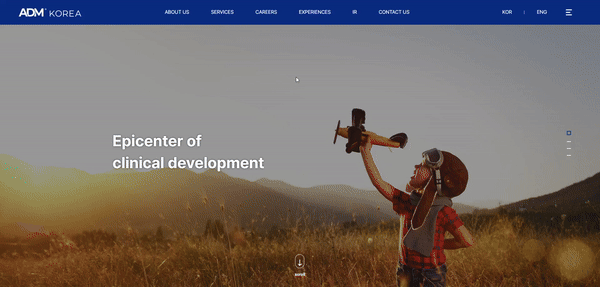 ADM KOREA
ABOUT US
SERVICES
CAREERS
EXPERIENCES
IR
CONTACT US
KOR
ENG
Epicenter of
clinical development
scroll